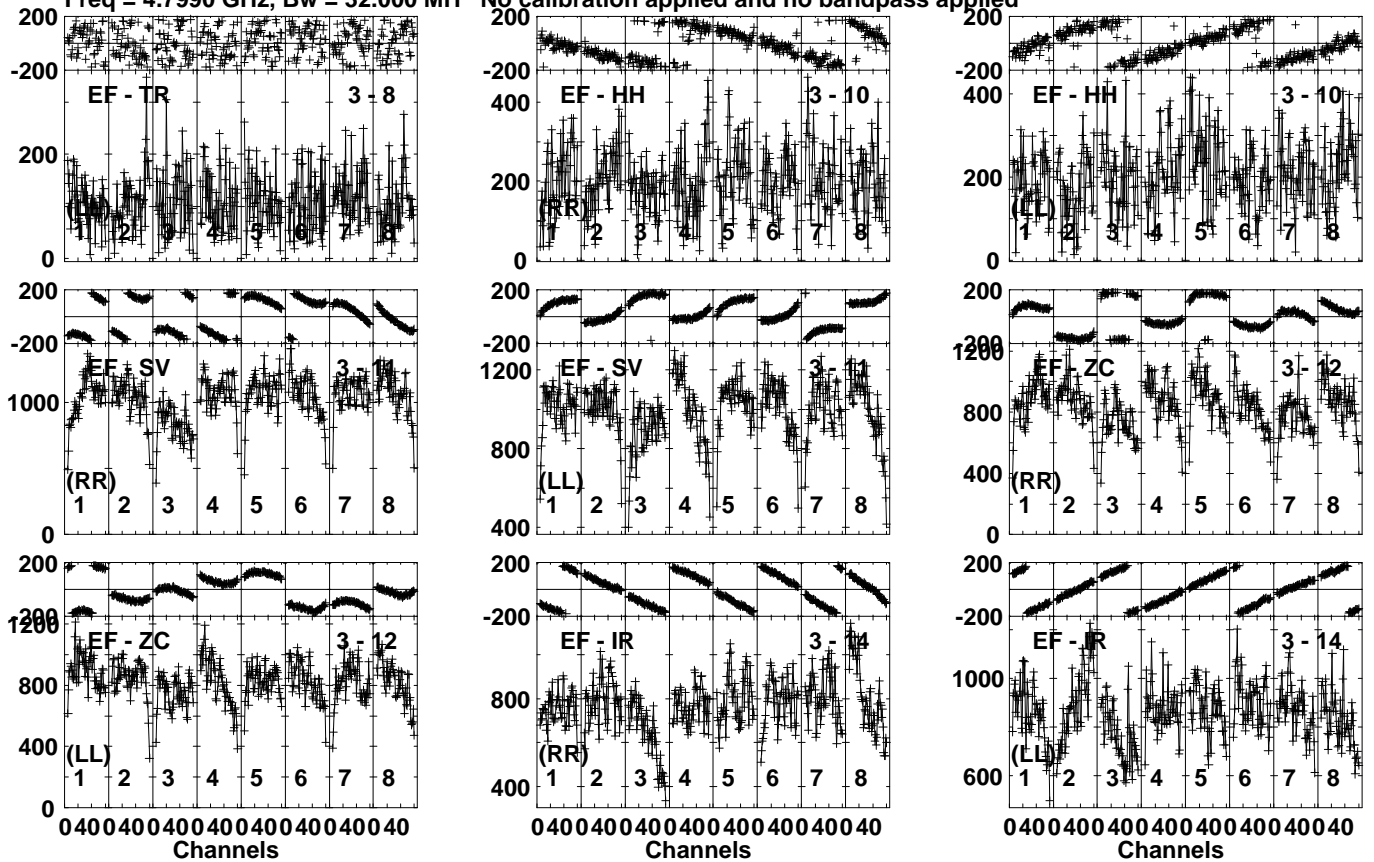 Freq = 4.7990 GHz, Bw = 32.000 MH No calibration applied and no bandpass applied
200 200 200
-200 -200 -200
EF - TR 3 - 8 EF - HH 3 - 10 EF - HH 3 - 10
400 400
200 200 200
(LL) (RR) (LL)
1 2 3 4 5 6 7 8 1 2 3 4 5 6 7 8 1 2 3 4 5 6 7 8
0 0 0
200 200 200
-200 -200 -200
1200
EF - SV 3 - 11 EF - SV 3 - 11 EF - ZC 3 - 12
1200
1000 800 800
400
(RR) (LL) (RR)
1 2 3 4 5 6 7 8 1 2 3 4 5 6 7 8 1 2 3 4 5 6 7 8
0 400 0
200 200 200
-200 -200 -200
1200
EF - ZC 3 - 12 EF - IR 3 - 14 EF - IR 3 - 14
800 800 1000
400
(LL) (RR) (LL)
1 2 3 4 5 6 7 8 1 2 3 4 5 6 7 8 1 2 3 4 5 6 7 8
400 600
0
0 40 0 40 0 40 0 40 0 40 0 40 0 40 0 40 0 40 0 40 0 40 0 40 0 40 0 40 0 40 0 40 0 40 0 40 0 40 0 40 0 40 0 40 0 40 0 40
Channels Channels Channels